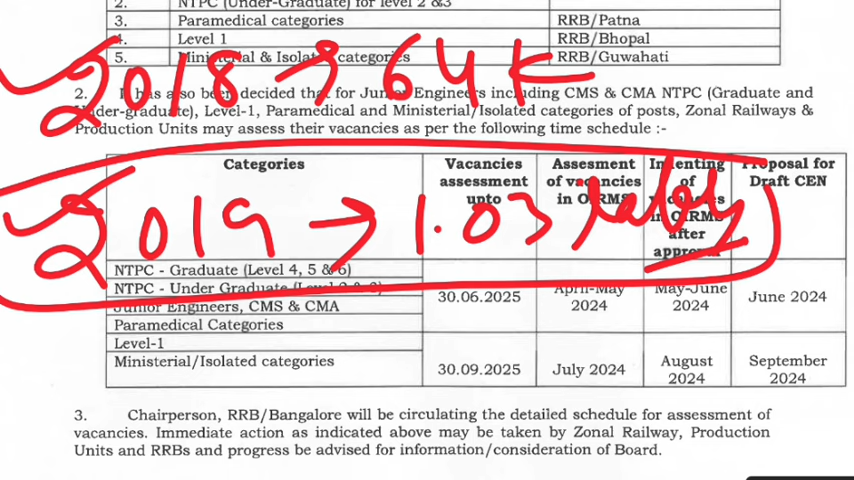 2. NTPC (Under-Graduate) for level 2 &3
3. Paramedical categories RRB/Patna
4. Level 1 RRB/Bhopal
5. Ministerial & Isolated categories RRB/Guwahati
2018 → 64K
2. It has also been decided that for Junior Engineers including CMS & CMA NTPC (Graduate and
Under-graduate), Level-1, Paramedical and Ministerial/Isolated categories of posts, Zonal Railways &
Production Units may assess their vacancies as per the following time schedule :-
Categories Vacancies assessment upto Assesment of vacancies in OIRMS Indenting of vacancies in OIRMS after approval Proposal for Draft CEN
2019 → 1.03
NTPC - Graduate (Level 4, 5 & 6)
NTPC - Under Graduate (Level 2 & 3)
Junior Engineers, CMS & CMA 30.06.2025 April-May 2024 May-June 2024 June 2024
Paramedical Categories
Level-1
Ministerial/Isolated categories 30.09.2025 July 2024 August 2024 September 2024
3. Chairperson, RRB/Bangalore will be circulating the detailed schedule for assessment of
vacancies. Immediate action as indicated above may be taken by Zonal Railway, Production
Units and RRBs and progress be advised for information/consideration of Board.